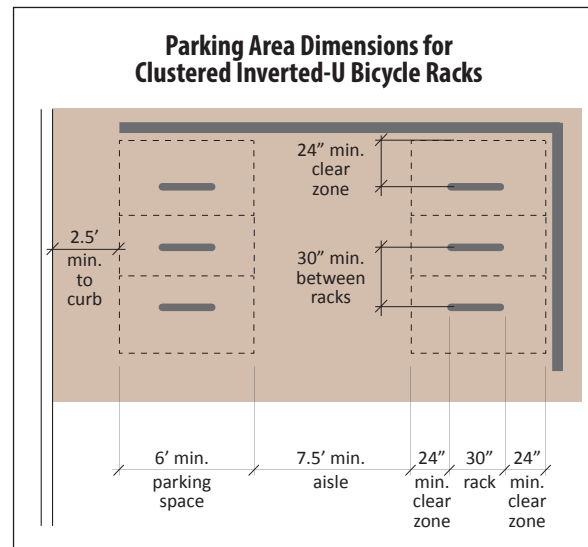 Parking Area Dimensions for
Clustered Inverted-U Bicycle Racks
24” min.
clear
zone
2.5’
min.
to
curb
30” min.
between
racks
6’ min.
parking
space
7.5’ min.
aisle
24”
min.
clear
zone
30”
rack
24”
min.
clear
zone